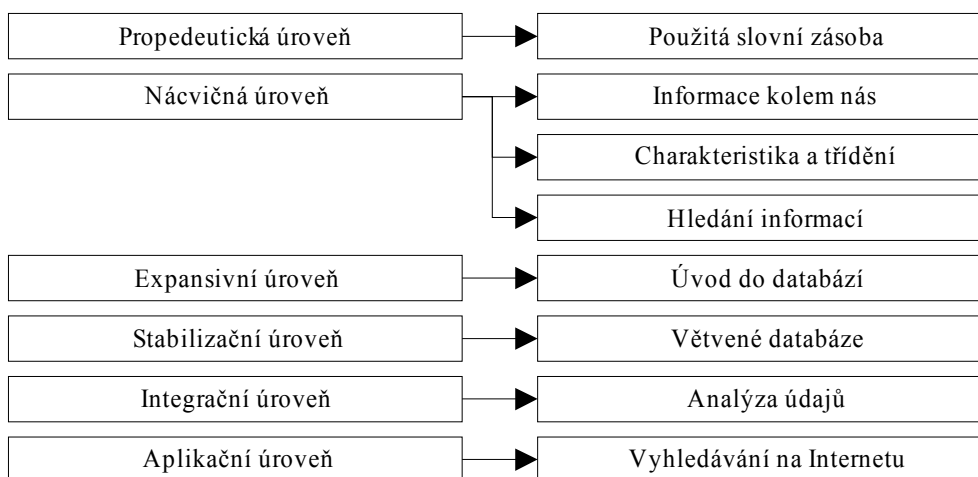 Propedeutická úroveň
Použitá slovní zásoba
Nácvičná úroveň
Informace kolem nás
Charakteristika a třídění
Hledání informací
Expansivní úroveň
Úvod do databází
Stabilizační úroveň
Větvené databáze
Integrační úroveň
Analýza údajů
Aplikační úroveň
Vyhledávání na Internetu